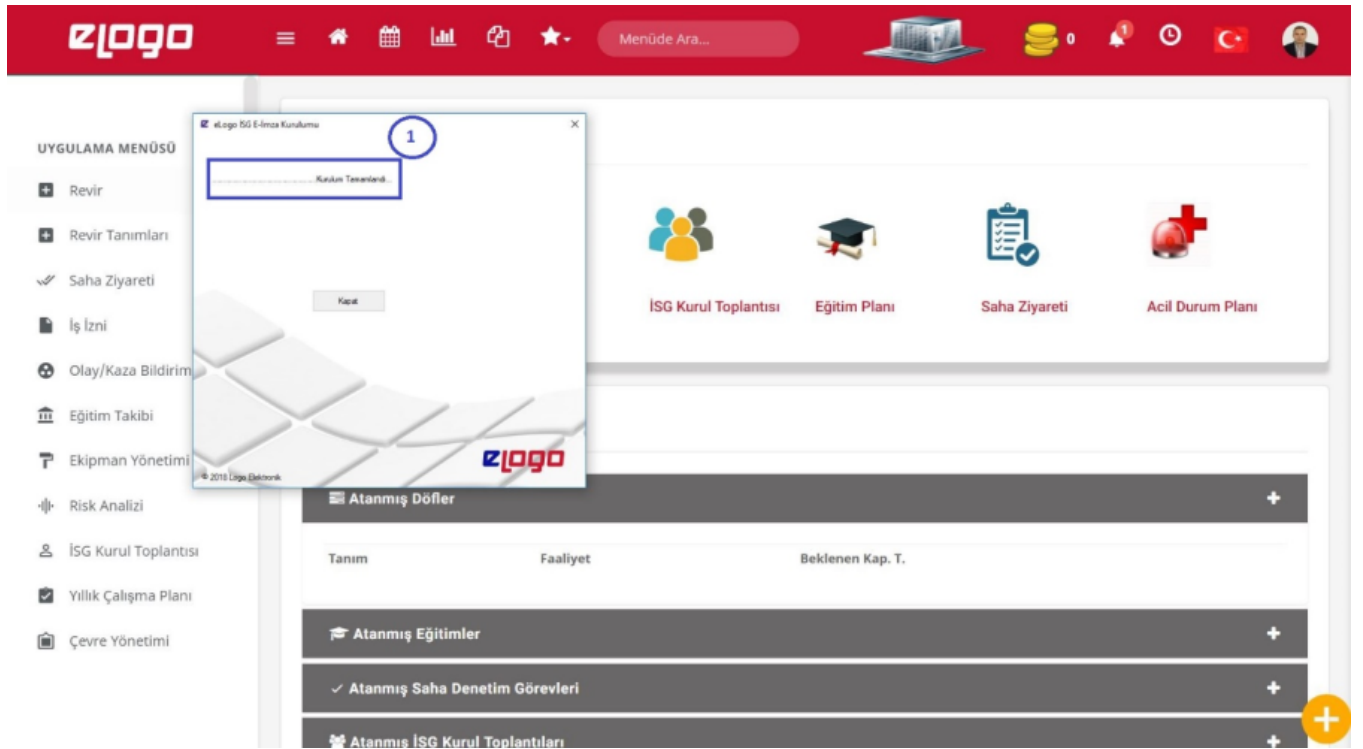 eLogo
Menüde Ara...
0
1
eLogo İSG E-İmza Kurulumu
1
Kurulum Tamamlandı...
Kapat
eLogo
© 2018 Logo Elektronik
UYGULAMA MENÜSÜ
Revir
Revir Tanımları
Saha Ziyareti
İş İzni
Olay/Kaza Bildirim
Eğitim Takibi
Ekipman Yönetimi
Risk Analizi
İSG Kurul Toplantısı
Yıllık Çalışma Planı
Çevre Yönetimi
İSG Kurul Toplantısı
Eğitim Planı
Saha Ziyareti
Acil Durum Planı
Atanmış Döfler
Tanım Faaliyet Beklenen Kap. T.
Atanmış Eğitimler
Atanmış Saha Denetim Görevleri
Atanmış İSG Kurul Toplantıları